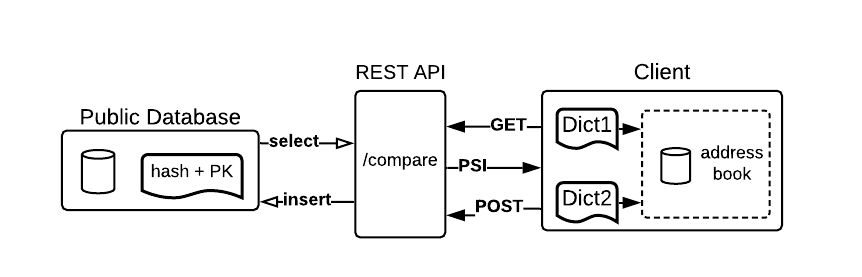 REST API
Client
Public Database
hash + PK
select
insert
/compare
GET
PSI
POST
Dict1
Dict2
address
book